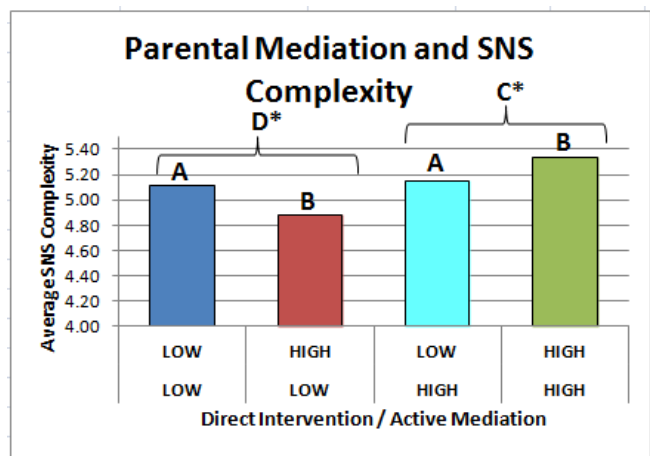 Parental Mediation and SNS
Complexity
D*
C*
A
B
A
B
Average SNS Complexity
5.40
5.20
5.00
4.80
4.60
4.40
4.20
4.00
LOW HIGH LOW HIGH
LOW LOW HIGH HIGH
Direct Intervention / Active Mediation